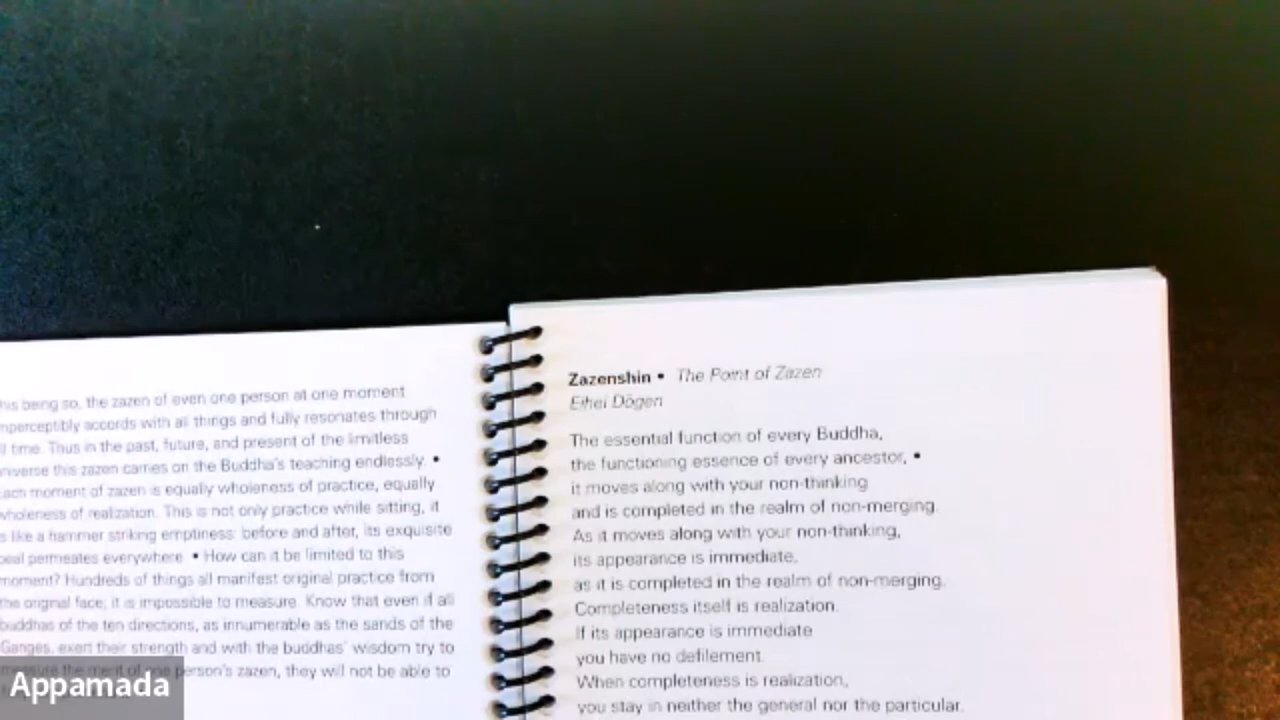 his being so, the zazen of even one person at one moment
mperceptibly accords with all things and fully resonates through
ll time. Thus in the past, future, and present of the limitless
niverse this zazen carries on the Buddha's teaching endlessly. •
ach moment of zazen is equally wholeness of practice, equally
wholeness of realization. This is not only practice while sitting, it
s like a hammer striking emptiness: before and after, its exquisite
peal permeates everywhere. • How can it be limited to this
moment? Hundreds of things all manifest original practice from
the original face; it is impossible to measure. Know that even if all
buddhas of the ten directions, as innumerable as the sands of the
Ganges, exert their strength and with the buddhas' wisdom try to
measure the merit of one person's zazen, they will not be able to
Zazenshin • The Point of Zazen
Eihei Dōgen
The essential function of every Buddha,
the functioning essence of every ancestor, •
it moves along with your non-thinking
and is completed in the realm of non-merging.
As it moves along with your non-thinking,
its appearance is immediate,
as it is completed in the realm of non-merging.
Completeness itself is realization.
If its appearance is immediate
you have no defilement.
When completeness is realization,
you stay in neither the general nor the particular.
Appamada